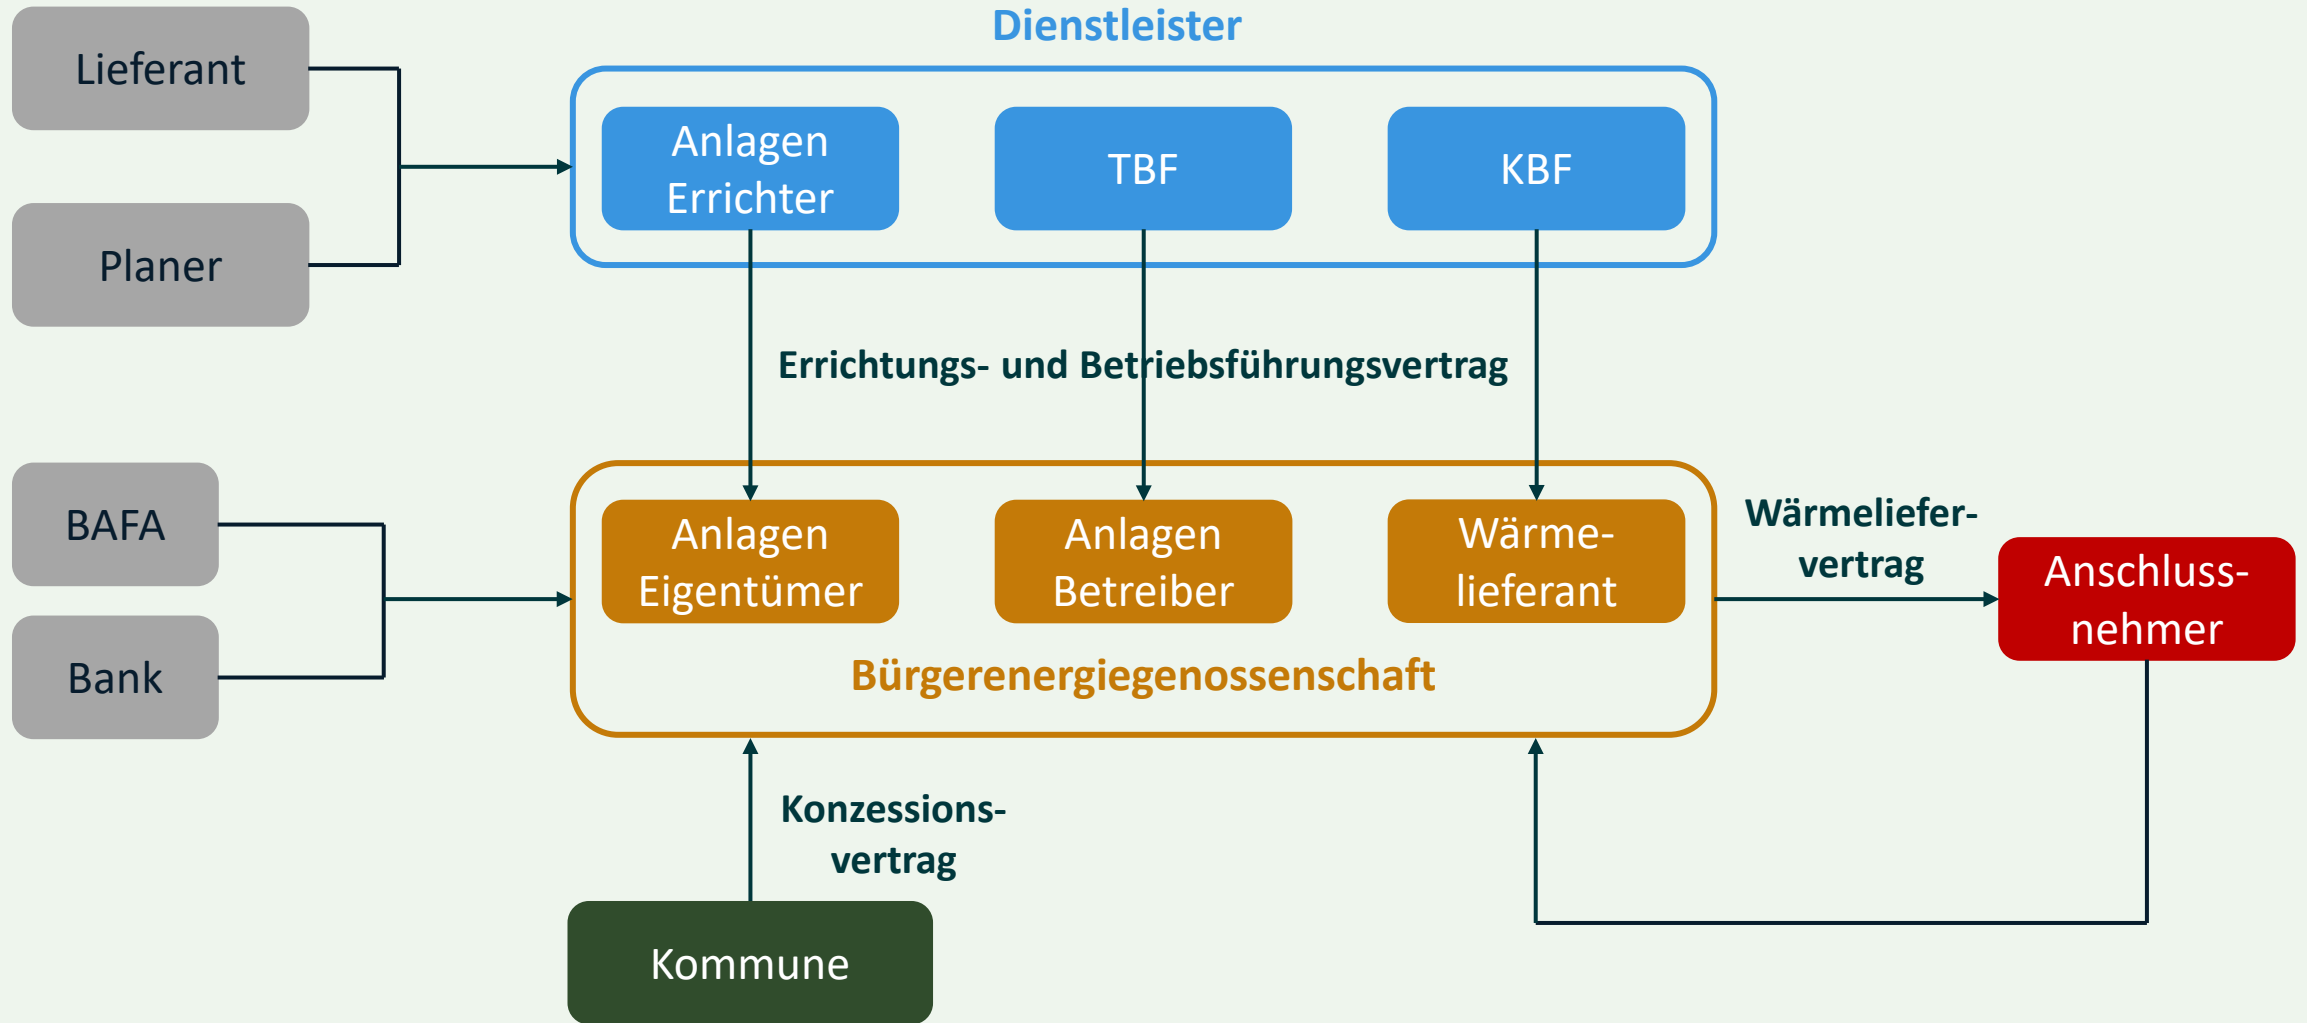 Dienstleister
Lieferant
Planer
Anlagen
Errichter
TBF
KBF
Errichtungs- und Betriebsführungsvertrag
BAFA
Bank
Anlagen
Eigentümer
Anlagen
Betreiber
Wärme-
lieferant
Bürgerenergiegenossenschaft
Wärmeliefer-
vertrag
Anschluss-
nehmer
Konzessions-
vertrag
Kommune